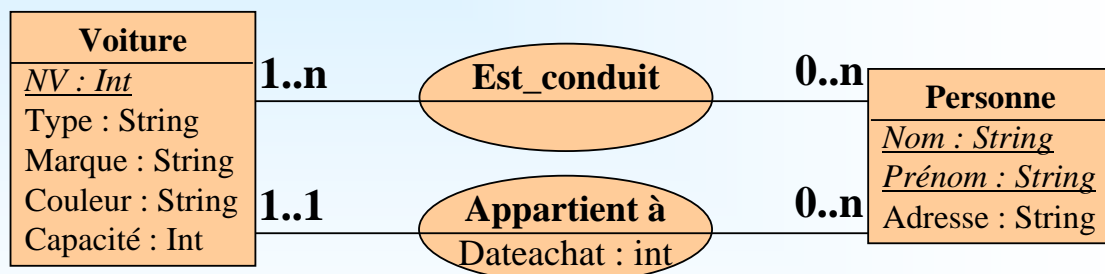 Voiture
NV : Int
Type : String
Marque : String
Couleur : String
Capacité : Int
1..n
Est_conduit
0..n
1..1
Appartient à
Dateachat : int
0..n
Personne
Nom : String
Prénom : String
Adresse : String